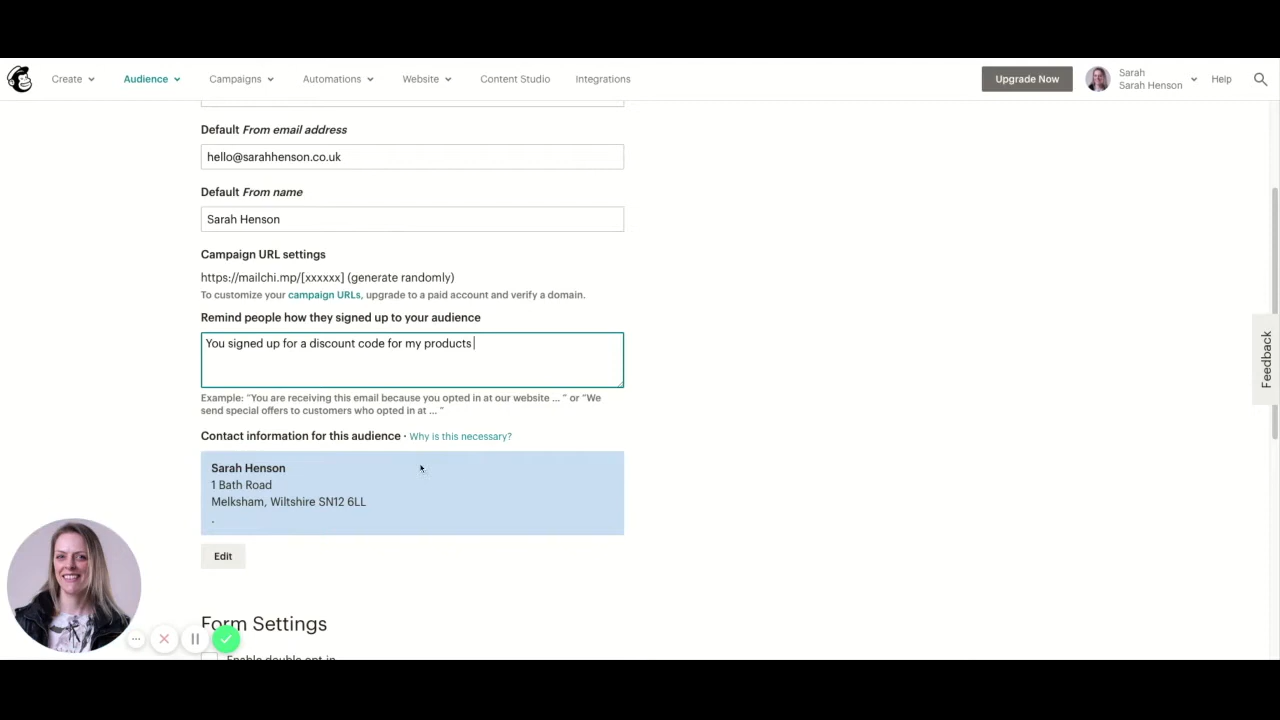 Create
Audience
Campaigns
Automations
Website
Content Studio
Integrations
Upgrade Now
Sarah
Sarah Henson
Help
Default From email address
hello@sarahhenson.co.uk
Default From name
Sarah Henson
Campaign URL settings
https://mailchi.mp/[xxxxxx] (generate randomly)
To customize your campaign URLs, upgrade to a paid account and verify a domain.
Remind people how they signed up to your audience
You signed up for a discount code for my products
Feedback
Example: “You are receiving this email because you opted in at our website ... ” or “We
send special offers to customers who opted in at ... ”
Contact information for this audience · Why is this necessary?
Sarah Henson
1 Bath Road
Melksham, Wiltshire SN12 6LL
.
Edit
Form Settings
Enable double opt-in